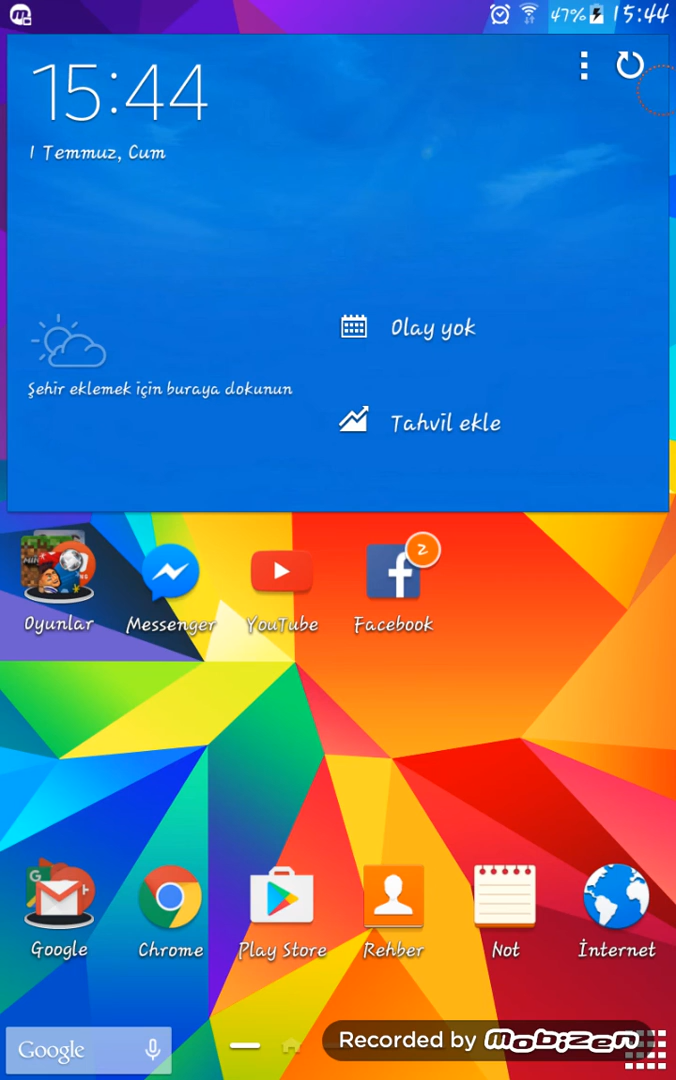 47% 15:44
15:44
1 Temmuz, Cum
Olay yok
Şehir eklemek için buraya dokunun
Tahvil ekle
2
Oyunlar Messenger YouTube Facebook
Google Chrome Play Store Rehber Not İnternet
Google
Recorded by mobizen